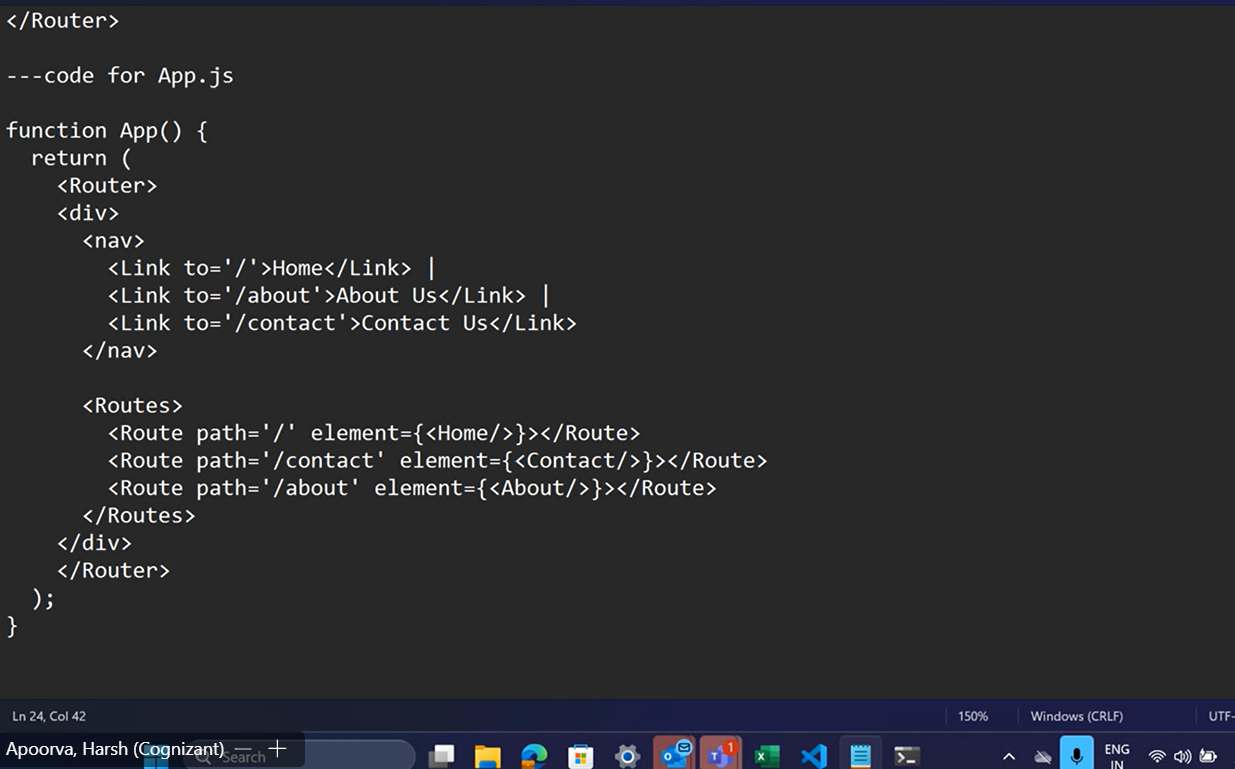 </Router>
---code for App.js
function App() {
  return (
    <Router>
    <div>
      <nav>
        <Link to='/'>Home</Link> |
        <Link to='/about'>About Us</Link> |
        <Link to='/contact'>Contact Us</Link>
      </nav>
      <Routes>
        <Route path='/' element={<Home/>}></Route>
        <Route path='/contact' element={<Contact/>}></Route>
        <Route path='/about' element={<About/>}></Route>
      </Routes>
    </div>
    </Router>
  );
}
Ln 24, Col 42
150%
Windows (CRLF)
UTF-
Apoorva, Harsh (Cognizant)
Search
1
ENG
IN